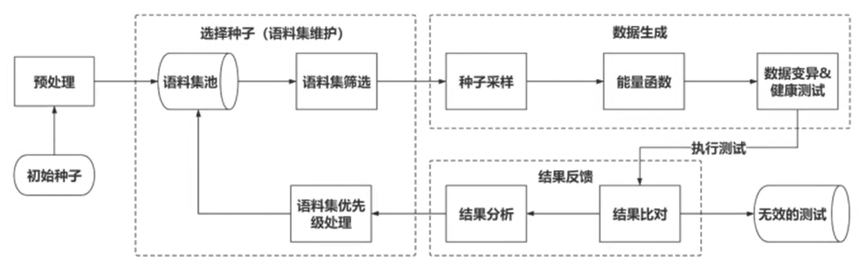 选择种子（语料集维护）
数据生成
预处理
语料集池
语料集筛选
种子采样
能量函数
数据变异&
健康测试
执行测试
初始种子
结果反馈
语料集优先
级处理
结果分析
结果比对
无效的测试